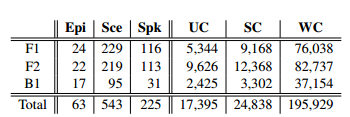 Epi Sce Spk UC SC WC
F1 24 229 116 5,344 9,168 76,038
F2 22 219 113 9,626 12,368 82,737
B1 17 95 31 2,425 3,302 37,154
Total 63 543 225 17,395 24,838 195,929